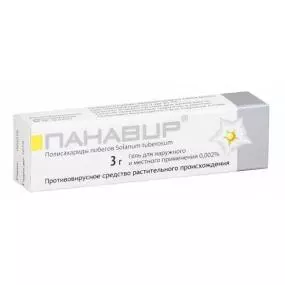 ПАНАВИР®
Полисахариды побегов Solanum tuberosum
3 г
Гель для наружного
и местного применения 0,002%
Противовирусное средство растительного происхождения